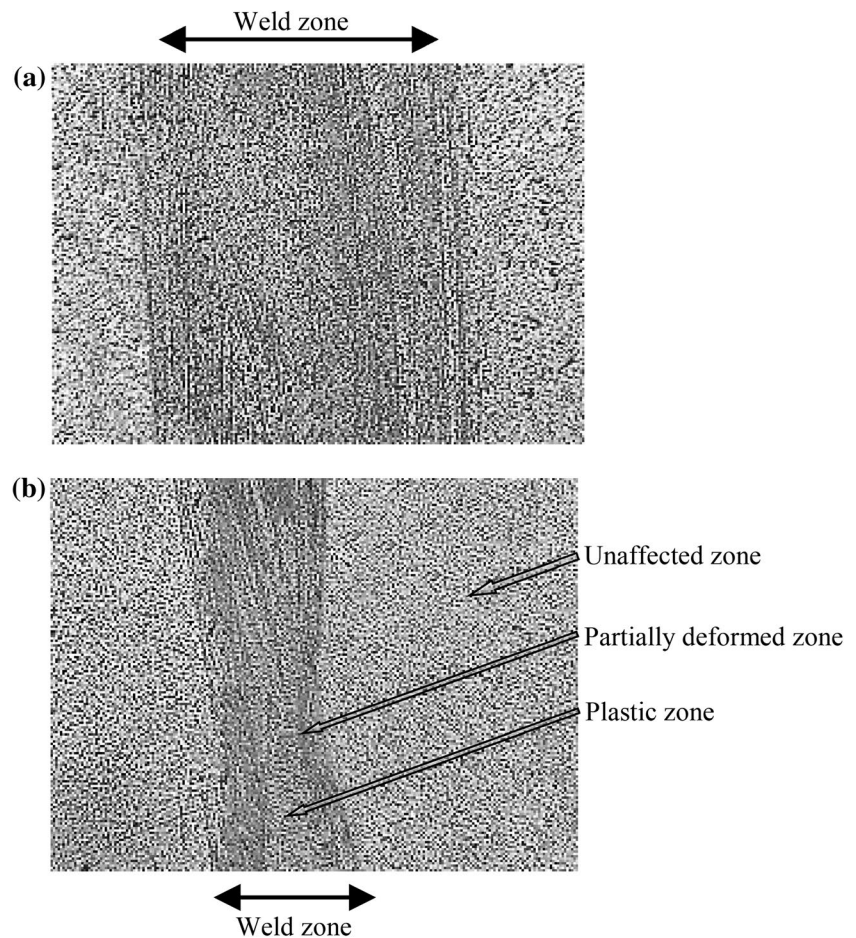 Weld zone
(a)
(b)
Unaffected zone
Partially deformed zone
Plastic zone
Weld zone